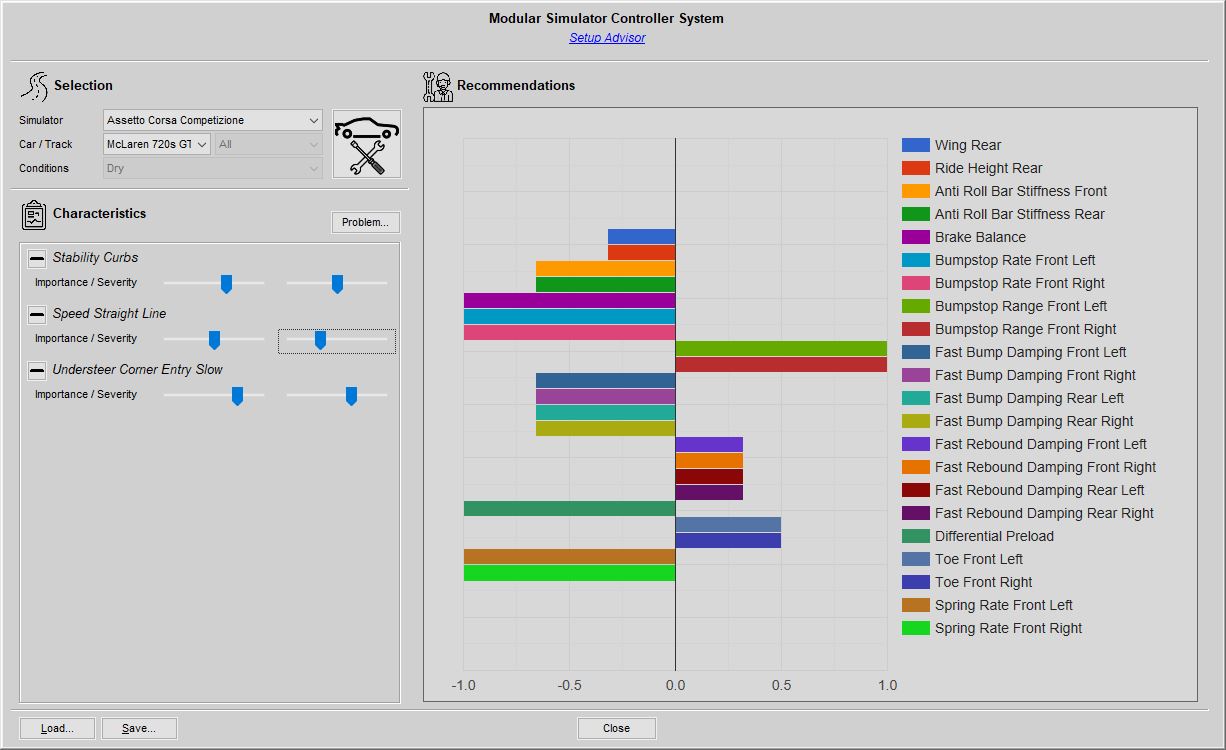 Modular Simulator Controller System
Setup Advisor
Selection
Simulator
Assetto Corsa Competizione
Car / Track
McLaren 720s GT
All
Conditions
Dry
Characteristics
Problem...
Stability Curbs
Importance / Severity
Speed Straight Line
Importance / Severity
Understeer Corner Entry Slow
Importance / Severity
Recommendations
Wing Rear
Ride Height Rear
Anti Roll Bar Stiffness Front
Anti Roll Bar Stiffness Rear
Brake Balance
Bumpstop Rate Front Left
Bumpstop Rate Front Right
Bumpstop Range Front Left
Bumpstop Range Front Right
Fast Bump Damping Front Left
Fast Bump Damping Front Right
Fast Bump Damping Rear Left
Fast Bump Damping Rear Right
Fast Rebound Damping Front Left
Fast Rebound Damping Front Right
Fast Rebound Damping Rear Left
Fast Rebound Damping Rear Right
Differential Preload
Toe Front Left
Toe Front Right
Spring Rate Front Left
Spring Rate Front Right
-1.0 -0.5 0.0 0.5 1.0
Load... Save... Close